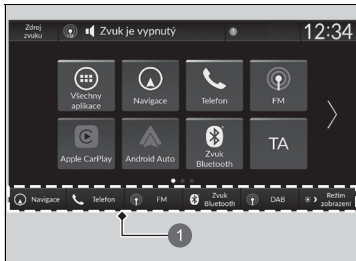 Zdroj
zvuku
Zvuk je vypnutý
12:34
Všechny
aplikace
Navigace
Telefon
FM
Apple CarPlay
Android Auto
Zvuk
Bluetooth
TA
Navigace
Telefon
FM
Zvuk
Bluetooth
DAB
Režim
zobrazení
1